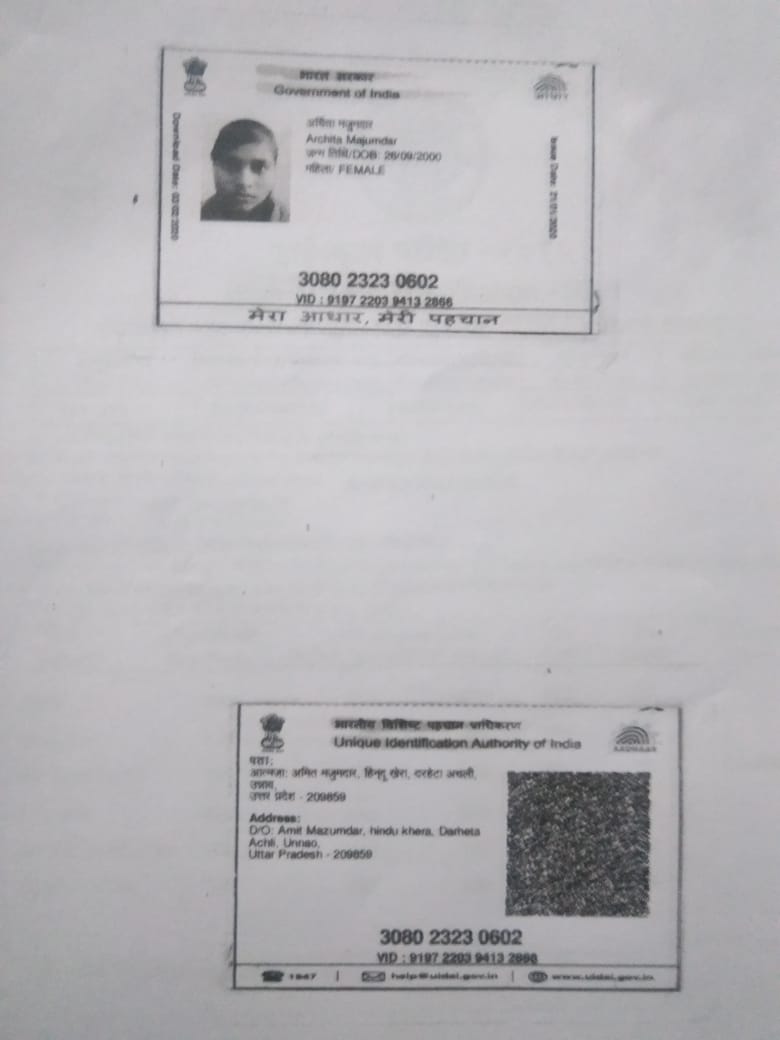 भारत सरकार
Government of India
Download Date: 02/02/2020
अर्चिता मजुमदार
Archita Majumdar
जन्म तिथि/DOB: 26/09/2000
महिला/ FEMALE
Issue Date: 21/01/2020
3080 2323 0602
VID : 9197 2203 9413
मेरा आधार, मेरी पहचान
भारतीय विशिष्ट पहचान प्राधिकरण
Unique Identification Authority of India
AADHAAR
पता:
आत्मजा: अमित मजुमदार, हिन्दू खेरा, दरहेटा अचली,
उन्नाव,
उत्तर प्रदेश - 209859
Address:
D/O: Amit Mazumdar, hindu khera, Darheta
Achli, Unnao,
Uttar Pradesh - 209859
3080 2323 0602
VID : 9197 2203 9413
1947 | help@uidai.gov.in | www.uidai.gov.in